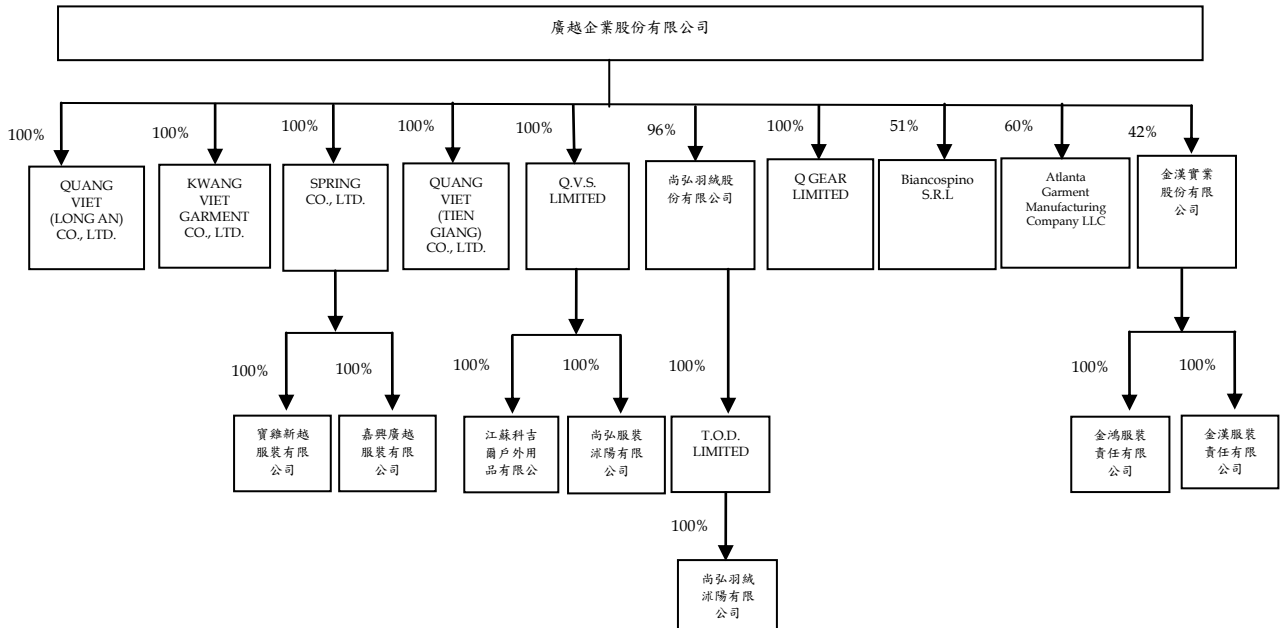 廣越企業股份有限公司
100%
100%
100%
100%
100%
96%
100%
51%
60%
42%
QUANG
VIET
(LONG AN)
CO., LTD.
KWANG
VIET
GARMENT
CO., LTD.
SPRING
CO., LTD.
QUANG
VIET
(TIEN
GIANG)
CO., LTD.
Q.V.S.
LIMITED
尚弘羽絨股
份有限公司
Q GEAR
LIMITED
Biancospino
S.R.L
Atlanta
Garment
Manufacturing
Company LLC
金漢實業
股份有限
公司
100%
100%
100%
100%
100%
100%
100%
寶雞新越
服裝有限
公司
嘉興廣越
服裝有限
公司
江蘇科吉
爾戶外用
品有限公
尚弘服裝
沭陽有限
公司
T.O.D.
LIMITED
金鴻服裝
責任有限
公司
金漢服裝
責任有限
公司
100%
尚弘羽絨
沭陽有限
公司